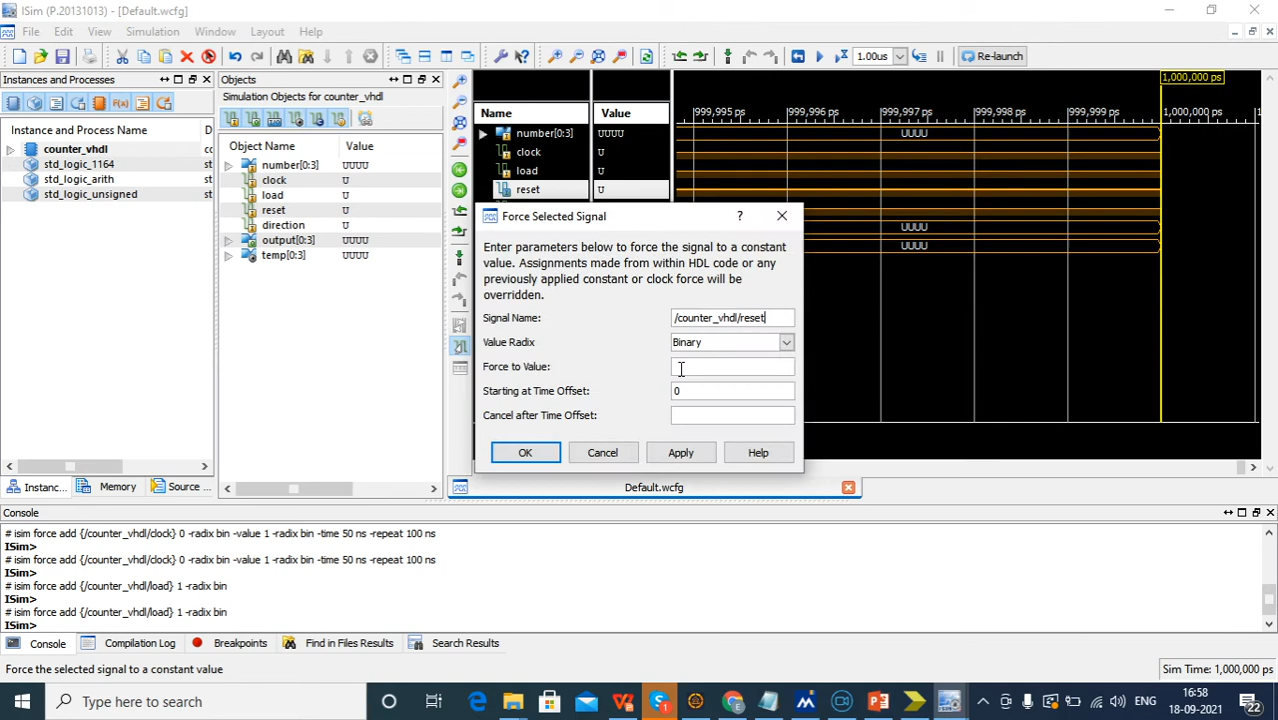 ISim (P.20131013) - [Default.wcfg]
File Edit View Simulation Window Layout Help
1.00us Re-launch
Instances and Processes
Instance and Process Name D
counter_vhdl c
std_logic_1164 st
std_logic_arith st
std_logic_unsigned st
Instanc... Memory Source ...
Objects
Simulation Objects for counter_vhdl
Object Name Value
number[0:3] UUUU
clock U
load U
reset U
direction U
output[0:3] UUUU
temp[0:3] UUUU
1,000,000 ps
Name Value 999,995 ps 999,996 ps 999,997 ps 999,998 ps 999,999 ps 1,000,000 ps 1
number[0:3] UUUU UUUU
clock U
load U
reset U
UUUU
UUUU
Force Selected Signal ?
Enter parameters below to force the signal to a constant
value. Assignments made from within HDL code or any
previously applied constant or clock force will be
overridden.
Signal Name: /counter_vhdl/reset
Value Radix Binary
Force to Value:
Starting at Time Offset: 0
Cancel after Time Offset:
OK Cancel Apply Help
Default.wcfg
Console
# isim force add {/counter_vhdl/clock} 0 -radix bin -value 1 -radix bin -time 50 ns -repeat 100 ns
ISim>
# isim force add {/counter_vhdl/clock} 0 -radix bin -value 1 -radix bin -time 50 ns -repeat 100 ns
ISim>
# isim force add {/counter_vhdl/load} 1 -radix bin
ISim>
# isim force add {/counter_vhdl/load} 1 -radix bin
ISim>
Console Compilation Log Breakpoints Find in Files Results Search Results
Force the selected signal to a constant value Sim Time: 1,000,000 ps
Type here to search ENG 16:58
18-09-2021 22